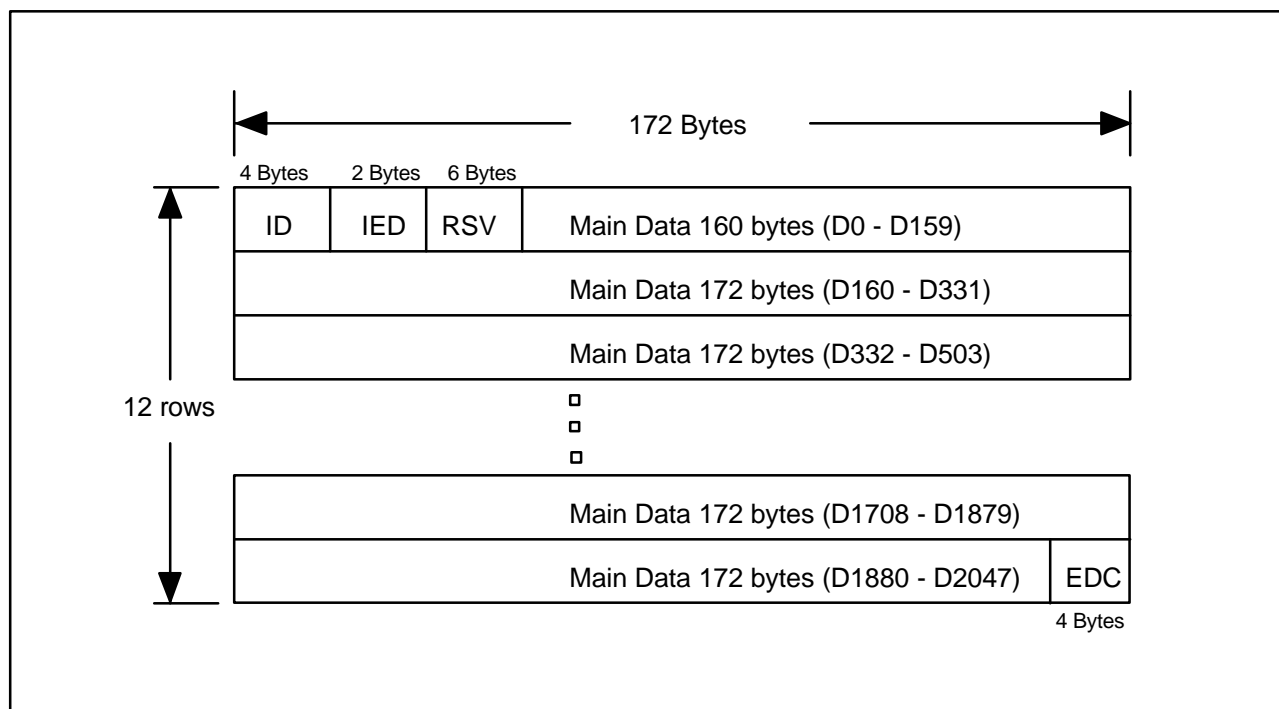 172 Bytes
4 Bytes 2 Bytes 6 Bytes
ID IED RSV Main Data 160 bytes (D0 - D159)
Main Data 172 bytes (D160 - D331)
Main Data 172 bytes (D332 - D503)
12 rows
Main Data 172 bytes (D1708 - D1879)
Main Data 172 bytes (D1880 - D2047) EDC
4 Bytes